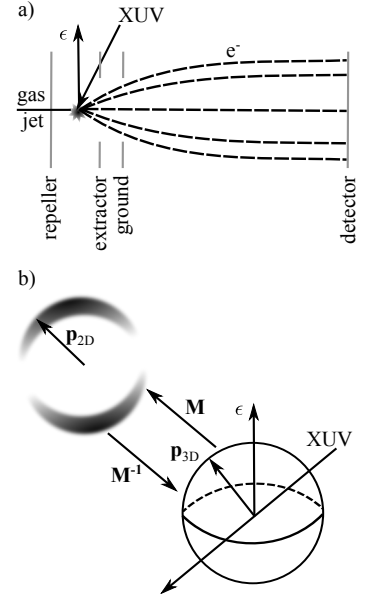 a)
XUV
ϵ
e-
gas
jet
repeller
extractor
ground
detector
b)
p2D
M
ϵ
XUV
p3D
M-1